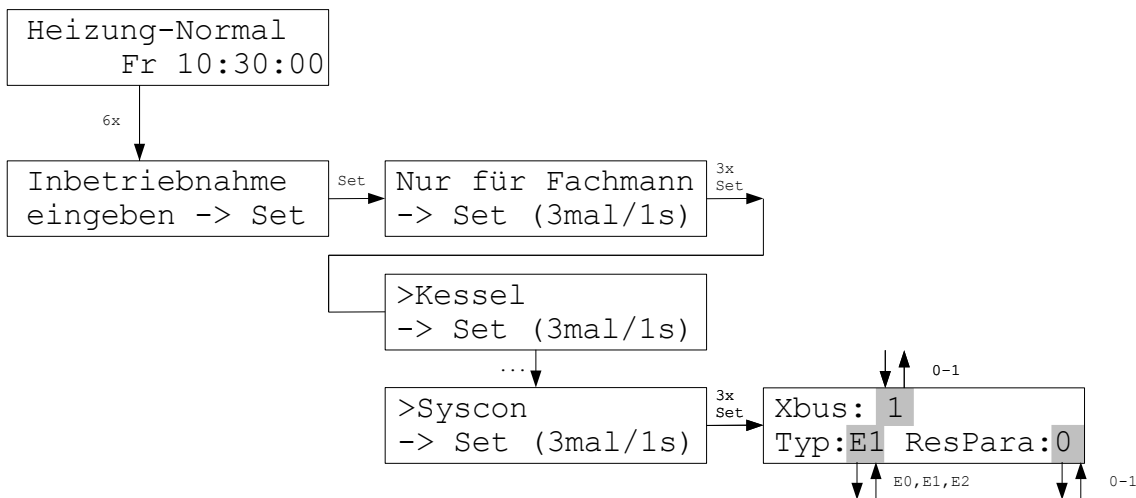 Heizung-Normal
Fr 10:30:00
6x
Inbetriebnahme
eingeben -> Set
Set
Nur für Fachmann
-> Set (3mal/1s)
3x
Set
>Kessel
-> Set (3mal/1s)
...
>Syscon
-> Set (3mal/1s)
3x
Set
0-1
Xbus: 1
Typ:E1 ResPara:0
E0,E1,E2
0-1